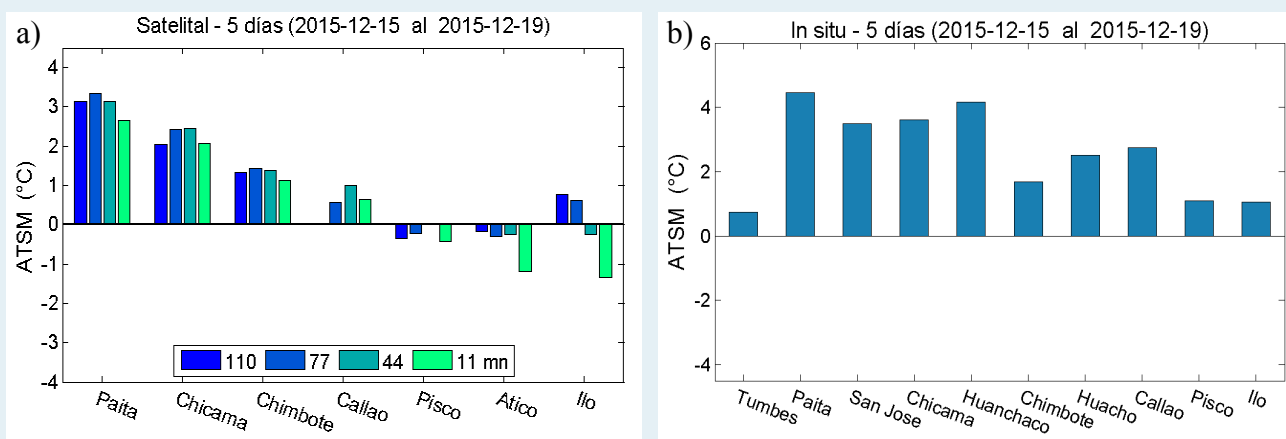 a)
Satelital - 5 días (2015-12-15 al 2015-12-19)
ATSM (°C)
4
3
2
1
0
-1
-2
-3
-4
110 77 44 11 mn
Paita Chicama Chimbote Callao Pisco Atico Ilo
b)
In situ - 5 días (2015-12-15 al 2015-12-19)
ATSM (°C)
6
4
2
0
-2
-4
Tumbes Paita San Jose Chicama Huanchaco Chimbote Huacho Callao Pisco Ilo